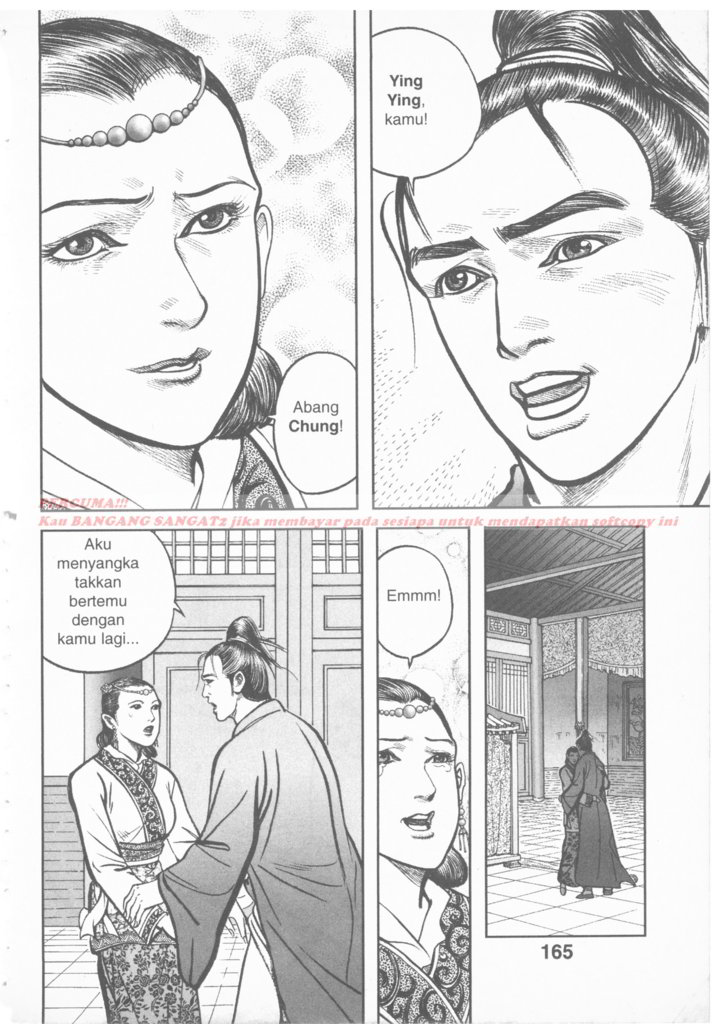 Abang
Chung!
Ying
Ying,
kamu!
PERCUMA!!!
Kau BANGANG SANGAT2 jika membayar pada sesiapa untuk mendapatkan softcopy ini
Aku
menyangka
takkan
bertemu
dengan
kamu lagi...
Emmm!
165